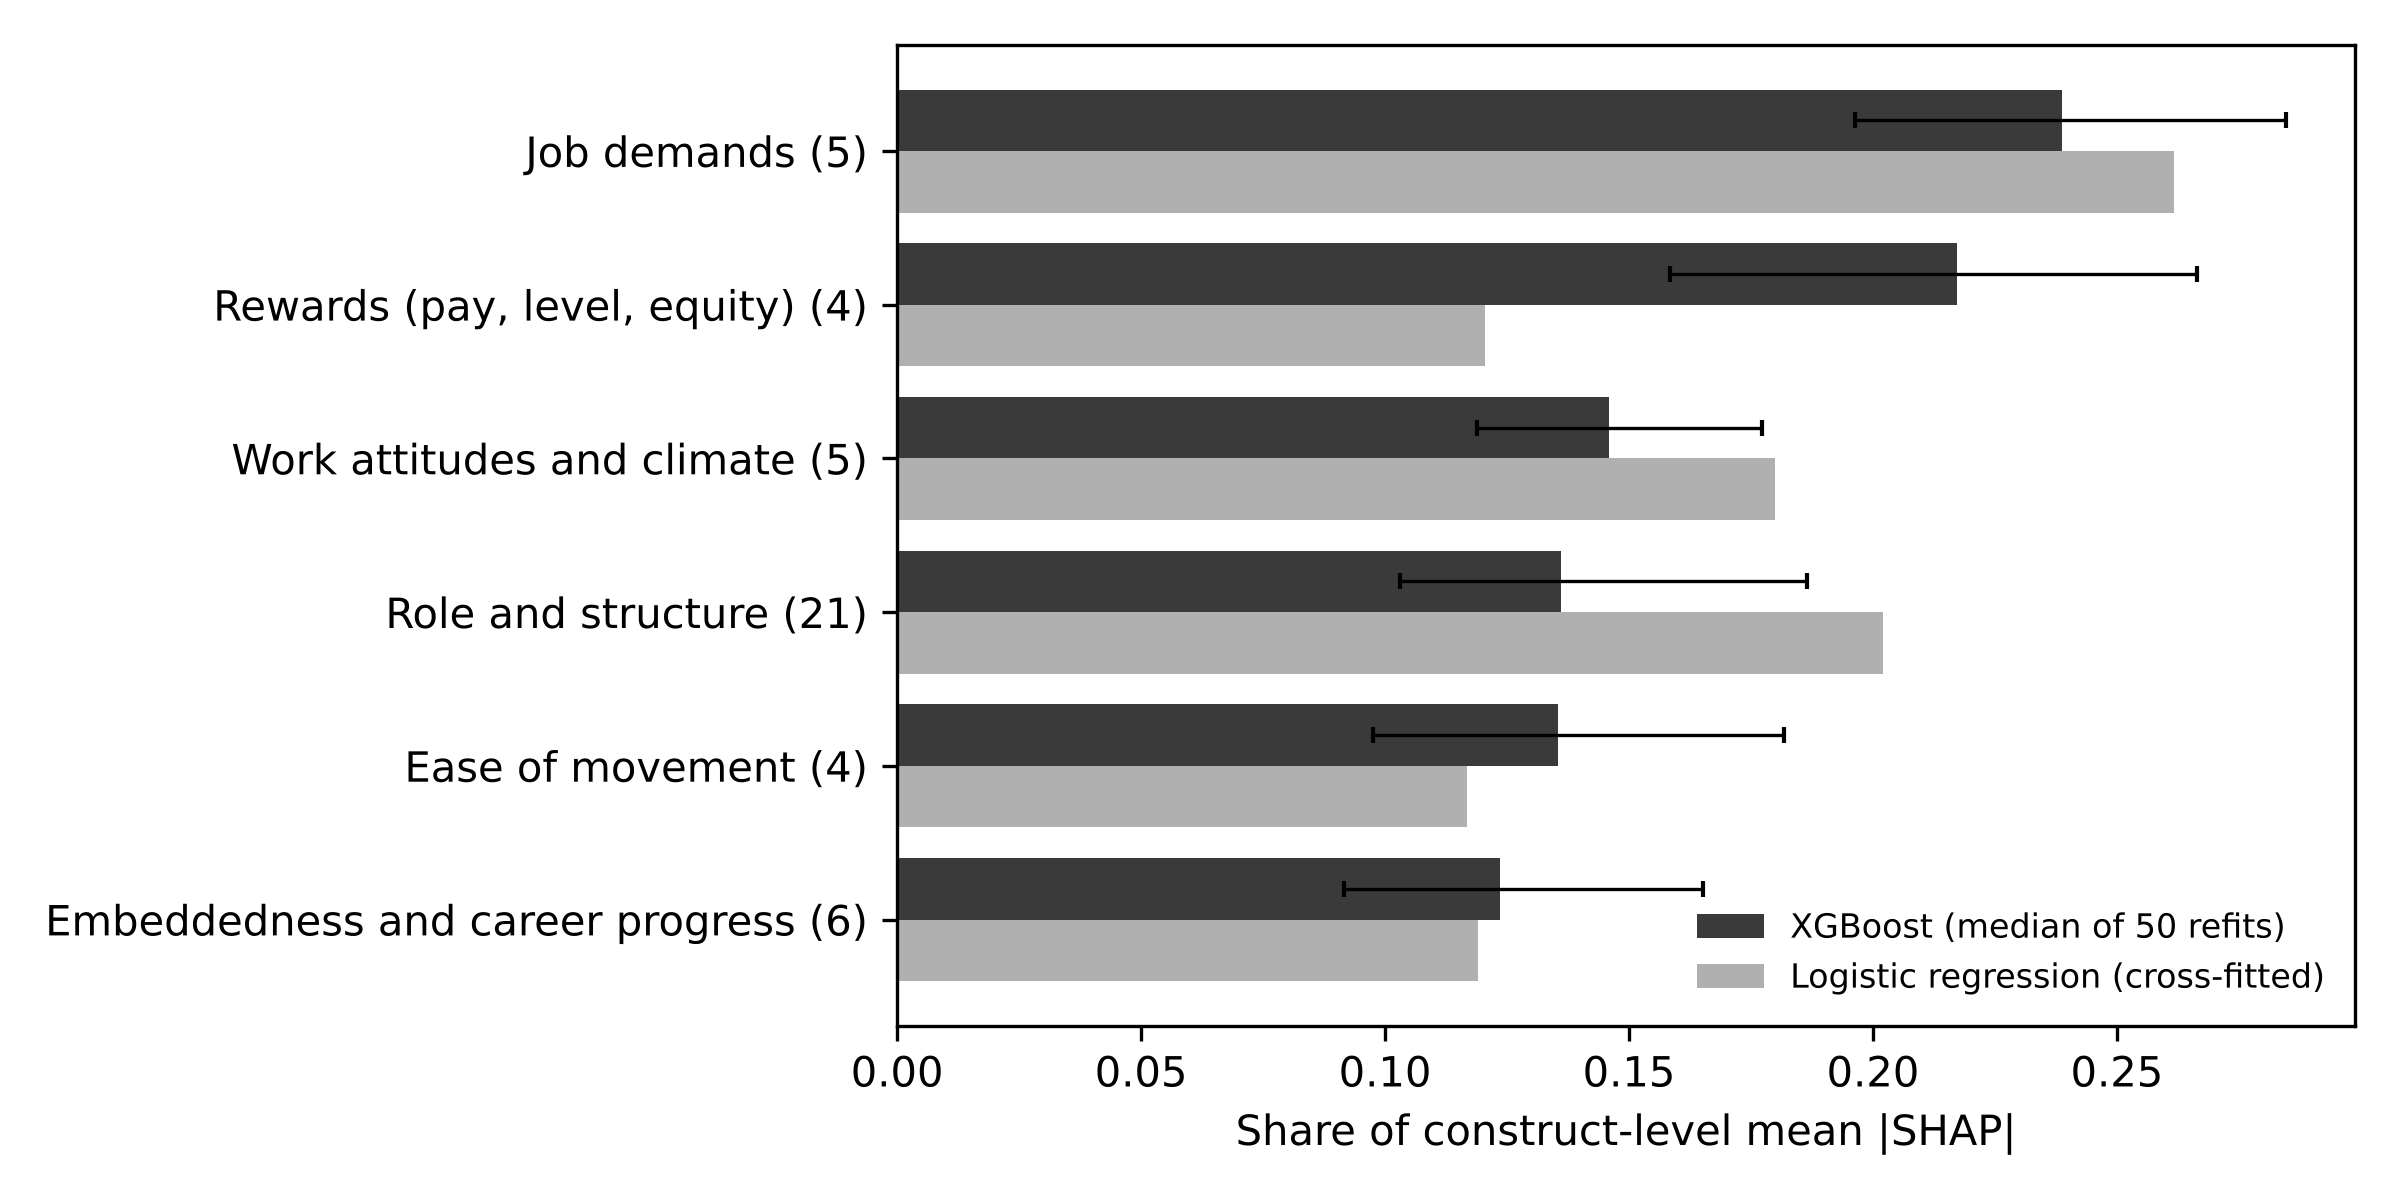 Job demands (5)
Rewards (pay, level, equity) (4)
Work attitudes and climate (5)
Role and structure (21)
Ease of movement (4)
Embeddedness and career progress (6)
XGBoost (median of 50 refits)
Logistic regression (cross-fitted)
0.00 0.05 0.10 0.15 0.20 0.25
Share of construct-level mean |SHAP|